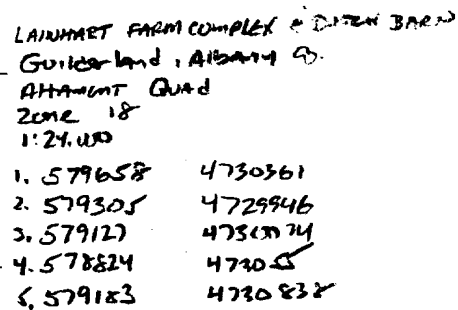 LAINHART FARM COMPLEX & DUTCH BARN
Guilderland, Albany Co.
Altamont Quad
Zone 18
1:24,000
1. 579658 4730361
2. 579305 4729946
3. 579127 4730074
4. 578824
5. 579183 4730838